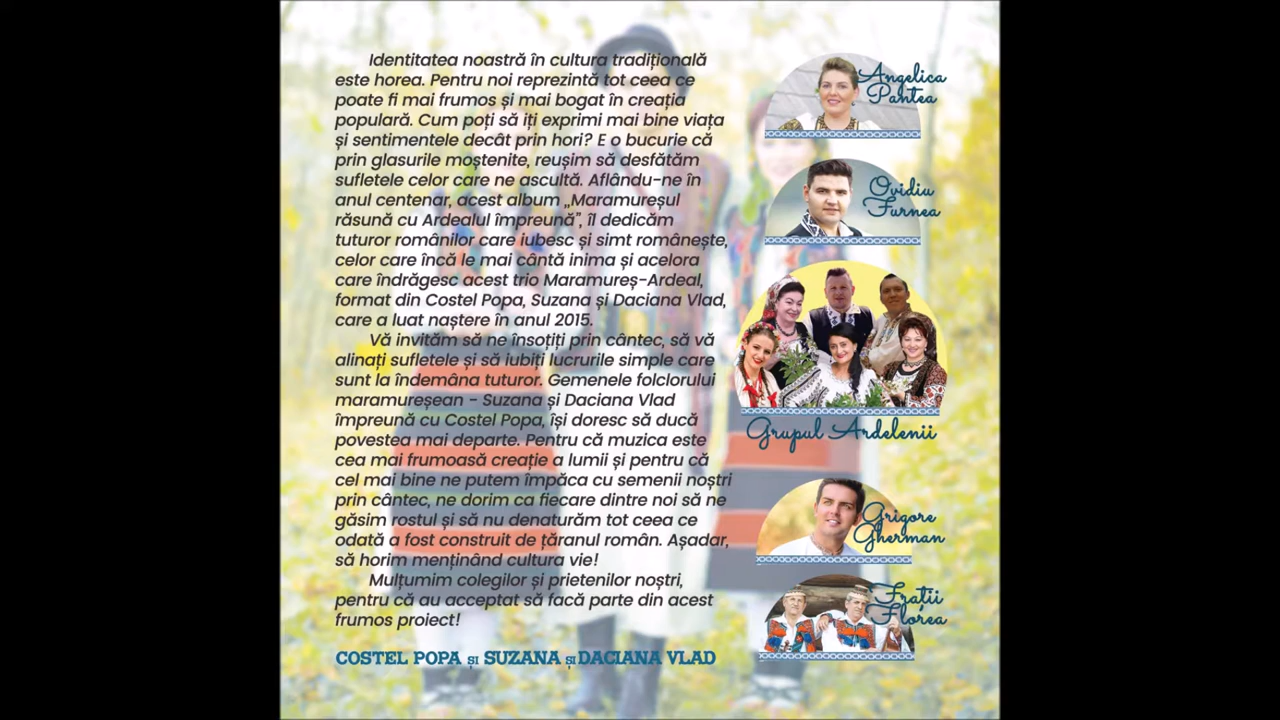 Identitatea noastră în cultura tradițională
este horea. Pentru noi reprezintă tot ceea ce
poate fi mai frumos și mai bogat în creația
populară. Cum poți să iți exprimi mai bine viața
și sentimentele decât prin hori? E o bucurie că
prin glasurile moștenite, reușim să desfătăm
sufletele celor care ne ascultă. Aflându-ne în
anul centenar, acest album „Maramureșul
răsună cu Ardealul împreună", îl dedicăm
tuturor românilor care iubesc și simt românește,
celor care încă le mai cântă inima și acelora
care îndrăgesc acest trio Maramureș-Ardeal,
format din Costel Popa, Suzana și Daciana Vlad,
care a luat naștere în anul 2015.
Vă invităm să ne însoțiți prin cântec, să vă
alinați sufletele și să iubiți lucrurile simple care
sunt la îndemâna tuturor. Gemenele folclorului
maramureșean - Suzana și Daciana Vlad
împreună cu Costel Popa, își doresc să ducă
povestea mai departe. Pentru că muzica este
cea mai frumoasă creație a lumii și pentru că
cel mai bine ne putem împăca cu semenii noștri
prin cântec, ne dorim ca fiecare dintre noi să ne
găsim rostul și să nu denaturăm tot ceea ce
odată a fost construit de țăranul român. Așadar,
să horim menținând cultura vie!
Mulțumim colegilor și prietenilor noștri,
pentru că au acceptat să facă parte din acest
frumos proiect!
COSTEL POPA ȘI SUZANA ȘI DACIANA VLAD
Angelica
Pantea
Ovidiu
Furnea
Grupul Ardelenii
Grigore
Gherman
Frații
Florea